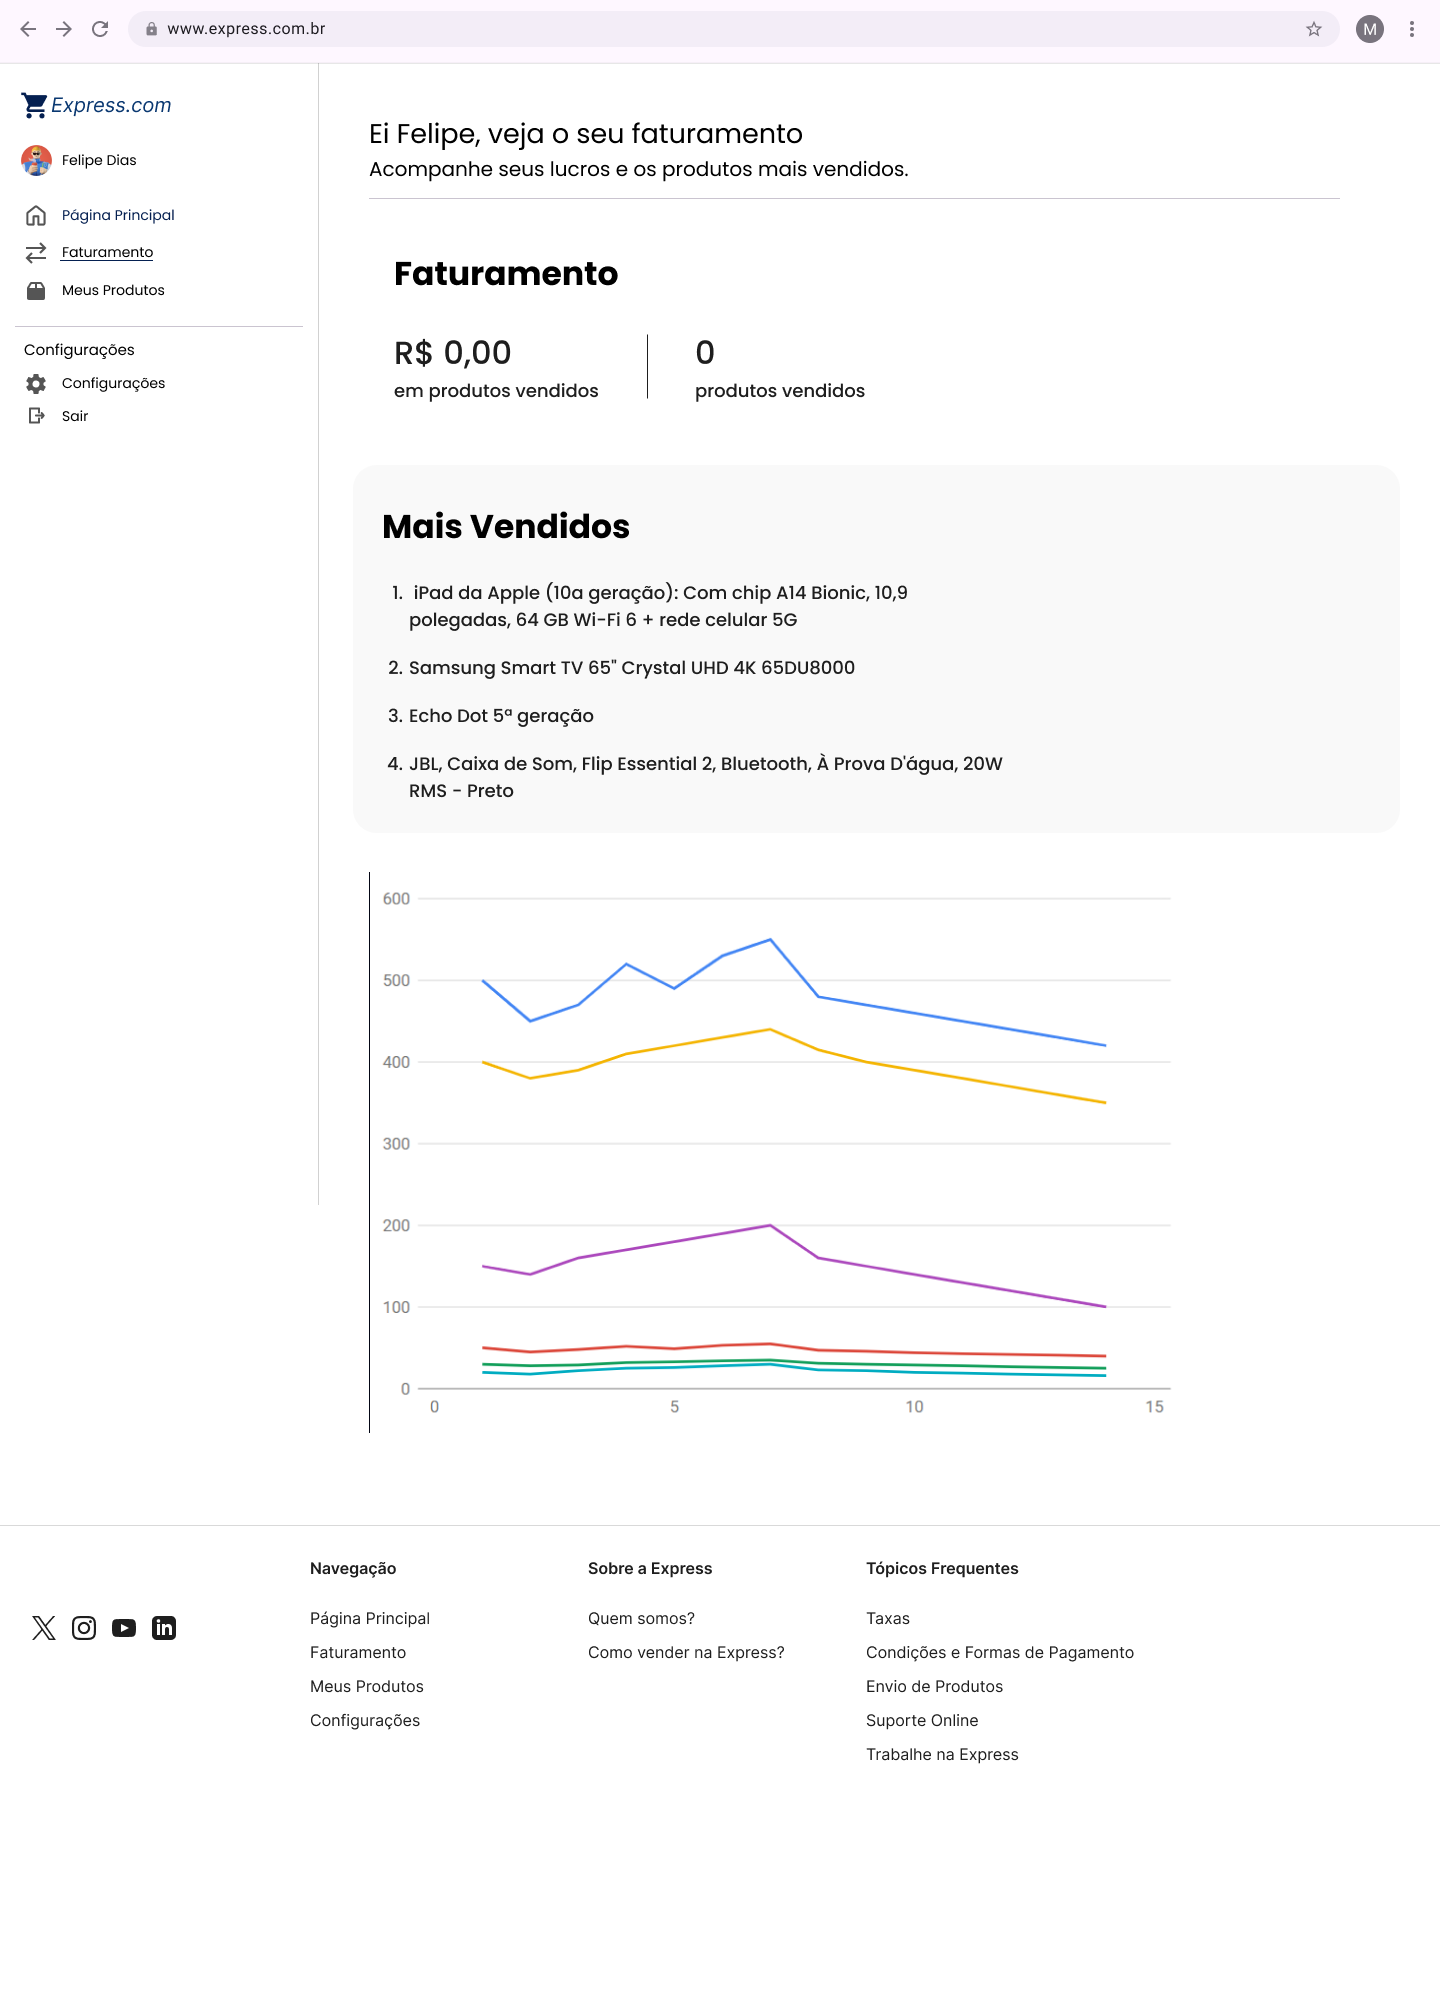 www.express.com.br
M
Express.com
Felipe Dias
Página Principal
Faturamento
Meus Produtos
Configurações
Configurações
Sair
Ei Felipe, veja o seu faturamento
Acompanhe seus lucros e os produtos mais vendidos.
Faturamento
R$ 0,00
em produtos vendidos
0
produtos vendidos
Mais Vendidos
1. iPad da Apple (10a geração): Com chip A14 Bionic, 10,9
polegadas, 64 GB Wi-Fi 6 + rede celular 5G
2. Samsung Smart TV 65" Crystal UHD 4K 65DU8000
3. Echo Dot 5ª geração
4. JBL, Caixa de Som, Flip Essential 2, Bluetooth, À Prova D'água, 20W
RMS - Preto
600
500
400
300
200
100
0
0 5 10 15
Navegação
Página Principal
Faturamento
Meus Produtos
Configurações
Sobre a Express
Quem somos?
Como vender na Express?
Tópicos Frequentes
Taxas
Condições e Formas de Pagamento
Envio de Produtos
Suporte Online
Trabalhe na Express